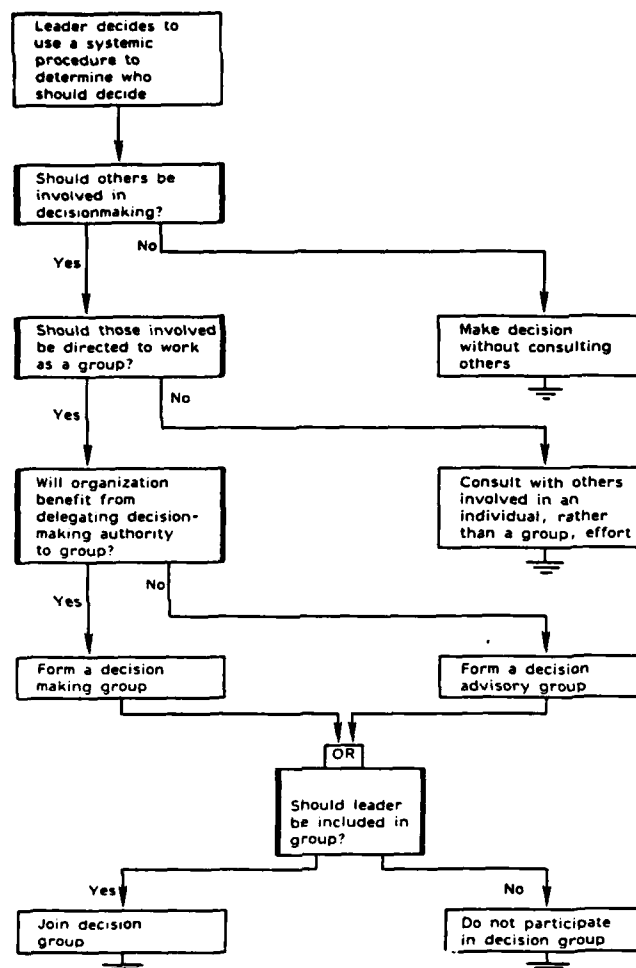 Leader decides to
use a systemic
procedure to
determine who
should decide
Should others be
involved in
decisionmaking?
Yes
No
Should those involved
be directed to work
as a group?
Make decision
without consulting
others
Yes
No
Will organization
benefit from
delegating decision-
making authority
to group?
Consult with others
involved in an
individual, rather
than a group, effort
Yes
No
Form a decision
making group
Form a decision
advisory group
OR
Should leader
be included in
group?
Yes
No
Join decision
group
Do not participate
in decision group